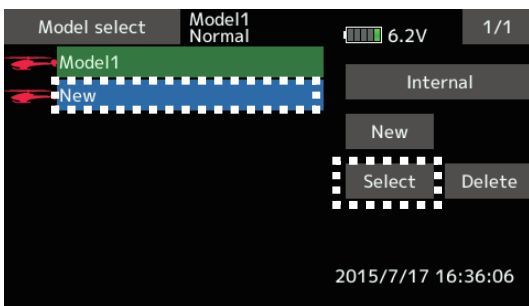 Model select
Model1
Normal
6.2V
1/1
Model1
Internal
New
New
Select
Delete
2015/7/17 16:36:06